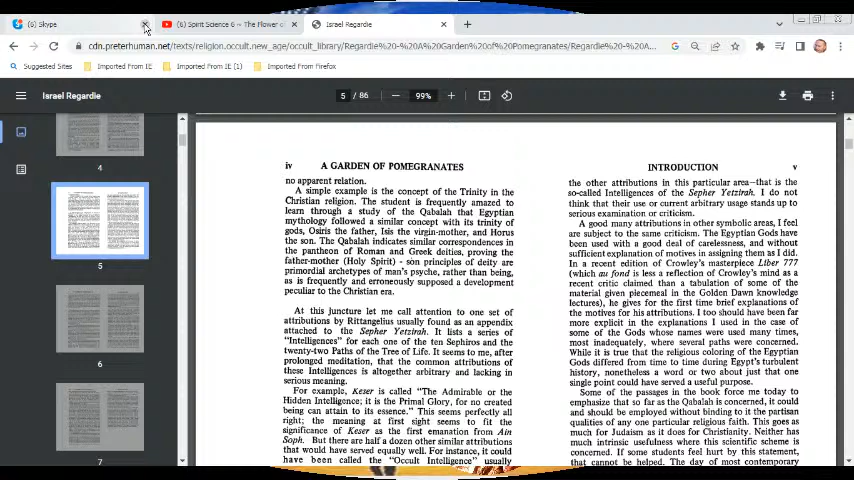 (6) Skype
(6) Spirit Science 6 ~ The Flower of
Israel Regardie
cdn.preterhuman.net/texts/religion.occult.new_age/occult_library/Regardie%20-%20A%20Garden%20of%20Pomegranates/Regardie%20-%20A...
Suggested Sites
Imported From IE
Imported From IE (1)
Imported From Firefox
Israel Regardie
5 / 86
99%
4
5
6
7
iv A GARDEN OF POMEGRANATES
no apparent relation.
A simple example is the concept of the Trinity in the
Christian religion. The student is frequently amazed to
learn through a study of the Qabalah that Egyptian
mythology followed a similar concept with its trinity of
gods, Osiris the father, Isis the virgin-mother, and Horus
the son. The Qabalah indicates similar correspondences in
the pantheon of Roman and Greek deities, proving the
father-mother (Holy Spirit) - son principles of deity are
primordial archetypes of man's psyche, rather than being,
as is frequently and erroneously supposed a development
peculiar to the Christian era.
At this juncture let me call attention to one set of
attributions by Rittangelius usually found as an appendix
attached to the Sepher Yetzirah. It lists a series of
"Intelligences" for each one of the ten Sephiros and the
twenty-two Paths of the Tree of Life. It seems to me, after
prolonged meditation, that the common attributions of
these Intelligences is altogether arbitrary and lacking in
serious meaning.
For example, Keser is called "The Admirable or the
Hidden Intelligence; it is the Primal Glory, for no created
being can attain to its essence." This seems perfectly all
right; the meaning at first sight seems to fit the
significance of Keser as the first emanation from Ain
Soph. But there are half a dozen other similar attributions
that would have served equally well. For instance, it could
have been called the "Occult Intelligence" usually
INTRODUCTION v
the other attributions in this particular area—that is the
so-called Intelligences of the Sepher Yetzirah. I do not
think that their use or current arbitrary usage stands up to
serious examination or criticism.
A good many attributions in other symbolic areas, I feel
are subject to the same criticism. The Egyptian Gods have
been used with a good deal of carelessness, and without
sufficient explanation of motives in assigning them as I did.
In a recent edition of Crowley's masterpiece Liber 777
(which au fond is less a reflection of Crowley's mind as a
recent critic claimed than a tabulation of some of the
material given piecemeal in the Golden Dawn knowledge
lectures), he gives for the first time brief explanations of
the motives for his attributions. I too should have been far
more explicit in the explanations I used in the case of
some of the Gods whose names were used many times,
most inadequately, where several paths were concerned.
While it is true that the religious coloring of the Egyptian
Gods differed from time to time during Egypt's turbulent
history, nonetheless a word or two about just that one
single point could have served a useful purpose.
Some of the passages in the book force me today to
emphasize that so far as the Qabalah is concerned, it could
and should be employed without binding to it the partisan
qualities of any one particular religious faith. This goes as
much for Judaism as it does for Christianity. Neither has
much intrinsic usefulness where this scientific scheme is
concerned. If some students feel hurt by this statement,
that cannot be helped. The day of most contemporary